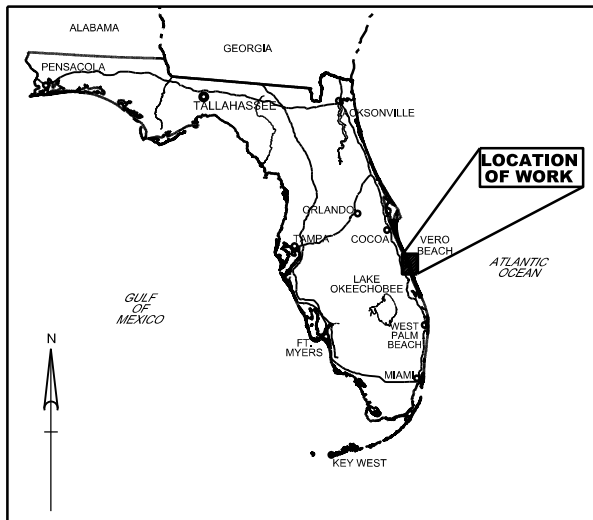 ALABAMA
GEORGIA
PENSACOLA
TALLAHASSEE
JACKSONVILLE
LOCATION
OF WORK
ORLANDO
TAMPA
COCOA
VERO
BEACH
ATLANTIC
OCEAN
LAKE
OKEECHOBEE
GULF
OF
MEXICO
WEST
PALM
BEACH
FT.
MYERS
N
MIAMI
KEY WEST